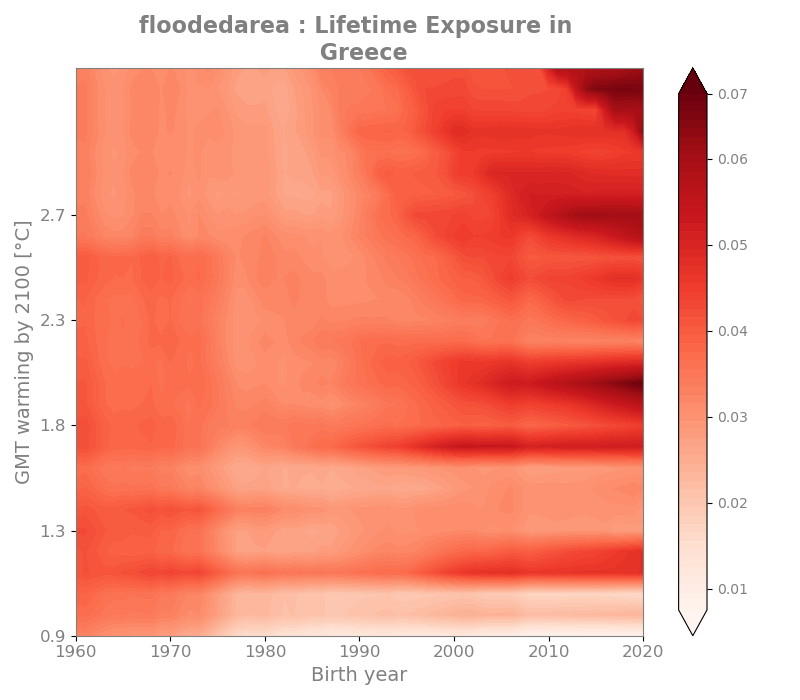 floodedarea : Lifetime Exposure in
Greece
GMT warming by 2100 [°C]
2.7
2.3
1.8
1.3
0.9
1960 1970 1980 1990 2000 2010 2020
Birth year
0.07
0.06
0.05
0.04
0.03
0.02
0.01